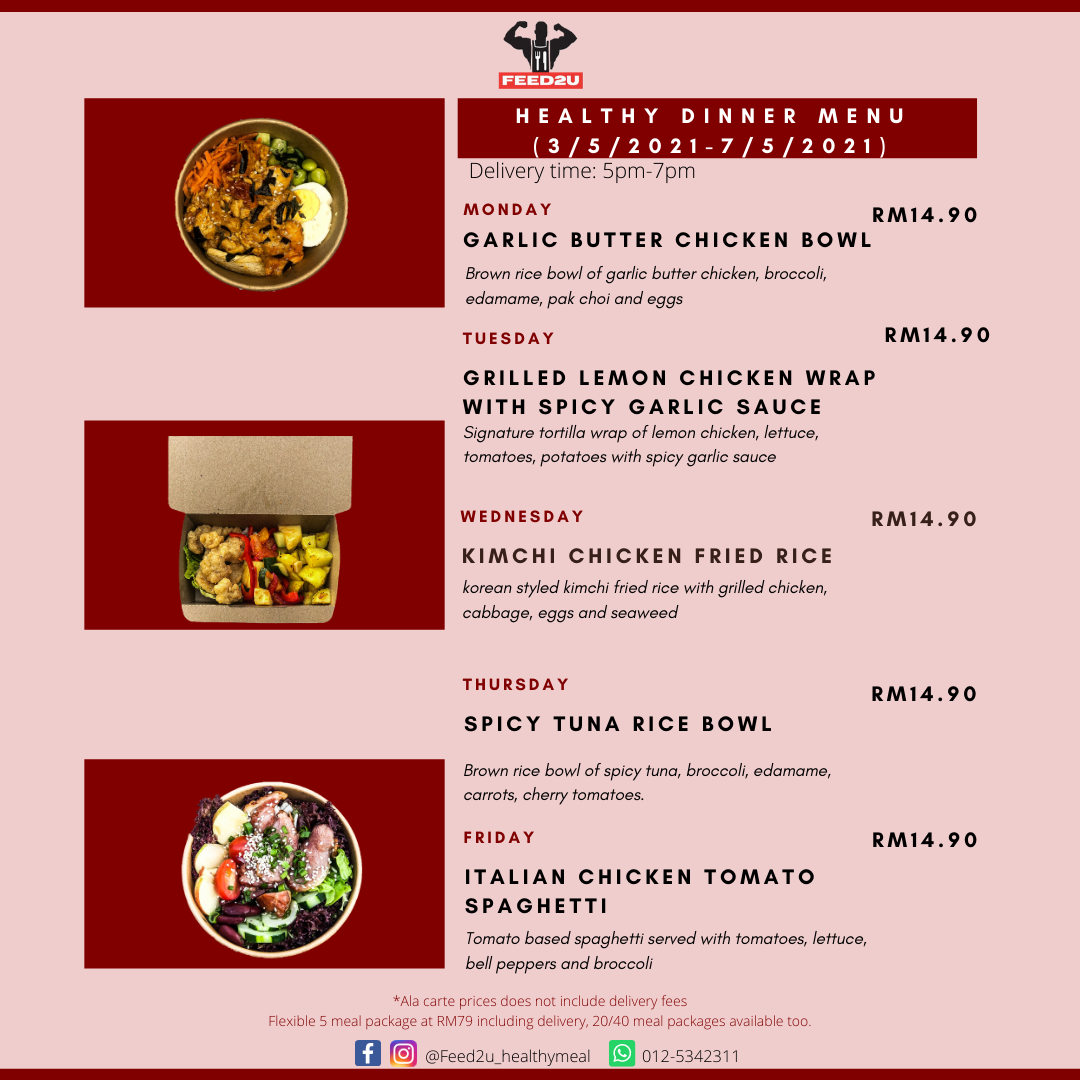 FEED2U
HEALTHY DINNER MENU
(3/5/2021-7/5/2021)
Delivery time: 5pm-7pm
MONDAY
RM14.90
GARLIC BUTTER CHICKEN BOWL
Brown rice bowl of garlic butter chicken, broccoli,
edamame, pak choi and eggs
TUESDAY
RM14.90
GRILLED LEMON CHICKEN WRAP
WITH SPICY GARLIC SAUCE
Signature tortilla wrap of lemon chicken, lettuce,
tomatoes, potatoes with spicy garlic sauce
WEDNESDAY
RM14.90
KIMCHI CHICKEN FRIED RICE
korean styled kimchi fried rice with grilled chicken,
cabbage, eggs and seaweed
THURSDAY
RM14.90
SPICY TUNA RICE BOWL
Brown rice bowl of spicy tuna, broccoli, edamame,
carrots, cherry tomatoes.
FRIDAY
RM14.90
ITALIAN CHICKEN TOMATO
SPAGHETTI
Tomato based spaghetti served with tomatoes, lettuce,
bell peppers and broccoli
*Ala carte prices does not include delivery fees
Flexible 5 meal package at RM79 including delivery, 20/40 meal packages available too.
@Feed2u_healthymeal 012-5342311